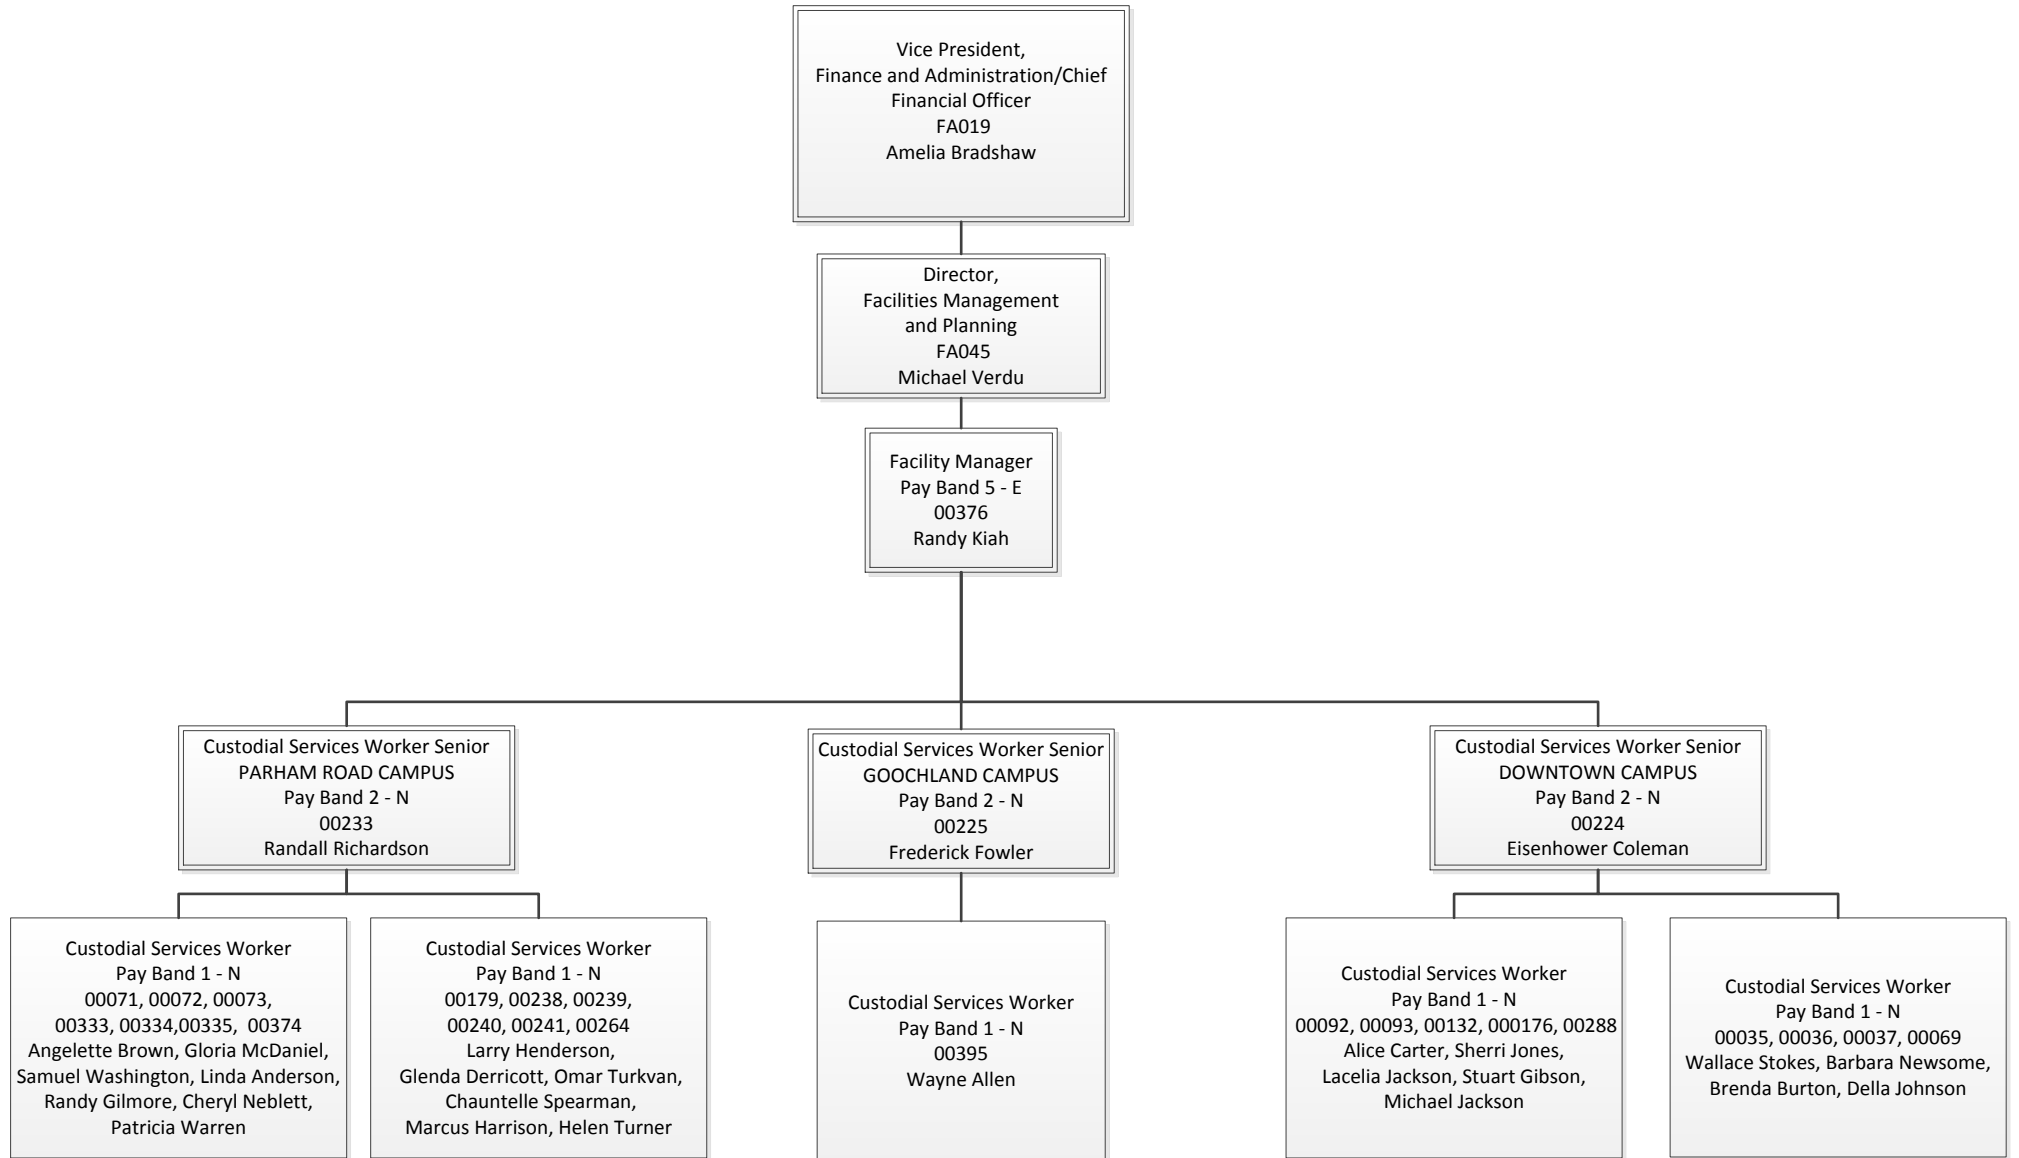 Vice President,
Finance and Administration/Chief
Financial Officer
FA019
Amelia Bradshaw
Director,
Facilities Management
and Planning
FA045
Michael Verdu
Facility Manager
Pay Band 5 - E
00376
Randy Kiah
Custodial Services Worker Senior
PARHAM ROAD CAMPUS
Pay Band 2 - N
00233
Randall Richardson
Custodial Services Worker Senior
GOOCHLAND CAMPUS
Pay Band 2 - N
00225
Frederick Fowler
Custodial Services Worker Senior
DOWNTOWN CAMPUS
Pay Band 2 - N
00224
Eisenhower Coleman
Custodial Services Worker
Pay Band 1 - N
00071, 00072, 00073,
00333, 00334,00335,  00374
Angelette Brown, Gloria McDaniel,
Samuel Washington, Linda Anderson,
Randy Gilmore, Cheryl Neblett,
Patricia Warren
Custodial Services Worker
Pay Band 1 - N
00179, 00238, 00239,
00240, 00241, 00264
Larry Henderson,
Glenda Derricott, Omar Turkvan,
Chauntelle Spearman,
Marcus Harrison, Helen Turner
Custodial Services Worker
Pay Band 1 - N
00395
Wayne Allen
Custodial Services Worker
Pay Band 1 - N
00092, 00093, 00132, 000176, 00288
Alice Carter, Sherri Jones,
Lacelia Jackson, Stuart Gibson,
Michael Jackson
Custodial Services Worker
Pay Band 1 - N
00035, 00036, 00037, 00069
Wallace Stokes, Barbara Newsome,
Brenda Burton, Della Johnson